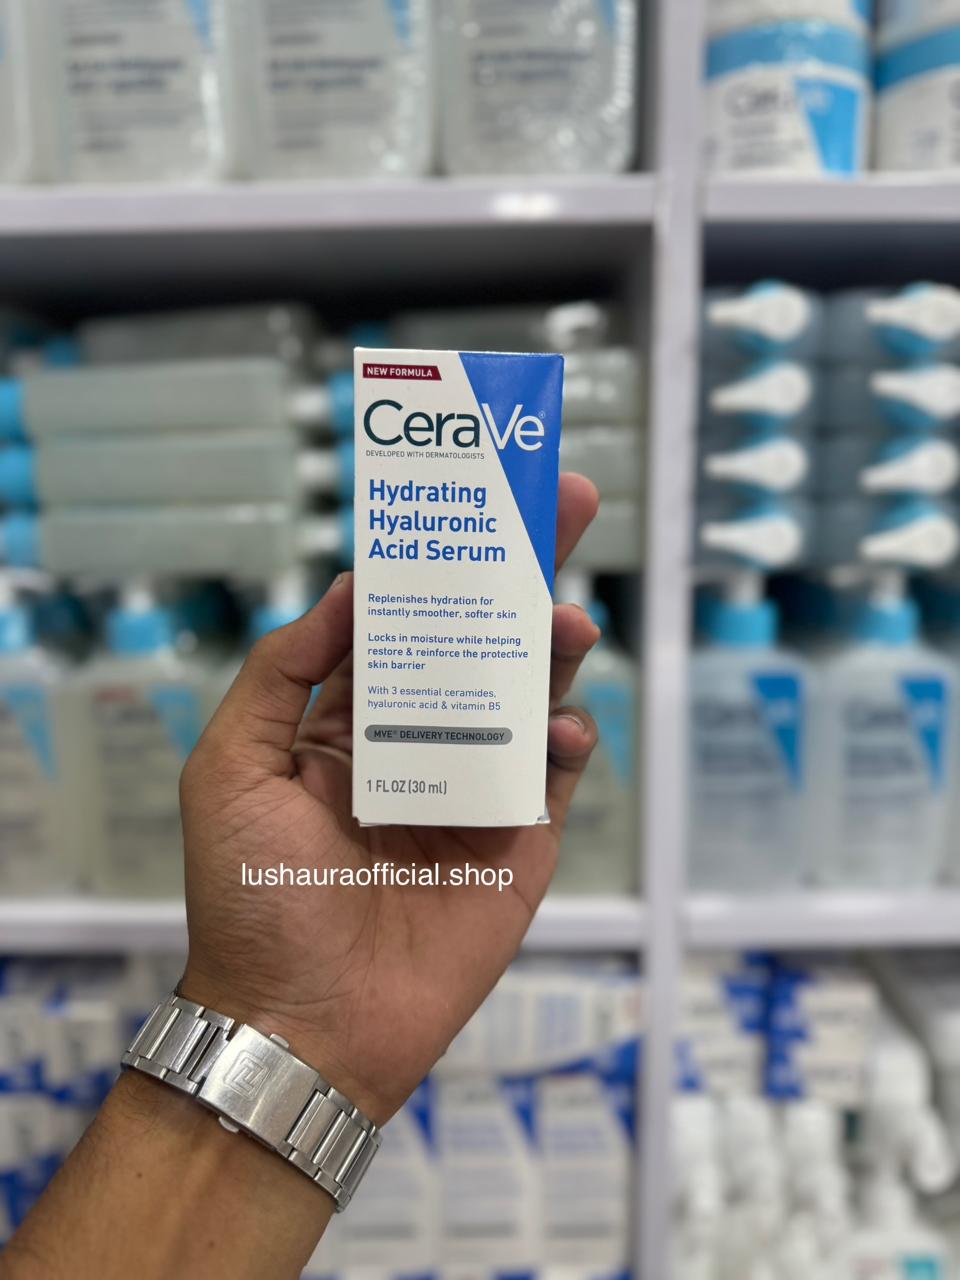 NEW FORMULA
CeraVe®
DEVELOPED WITH DERMATOLOGISTS
Hydrating
Hyaluronic
Acid Serum
Replenishes hydration for
instantly smoother, softer skin
Locks in moisture while helping
restore & reinforce the protective
skin barrier
With 3 essential ceramides,
hyaluronic acid & vitamin B5
MVE® DELIVERY TECHNOLOGY
1 FL OZ (30 ml)
lushauraofficial.shop